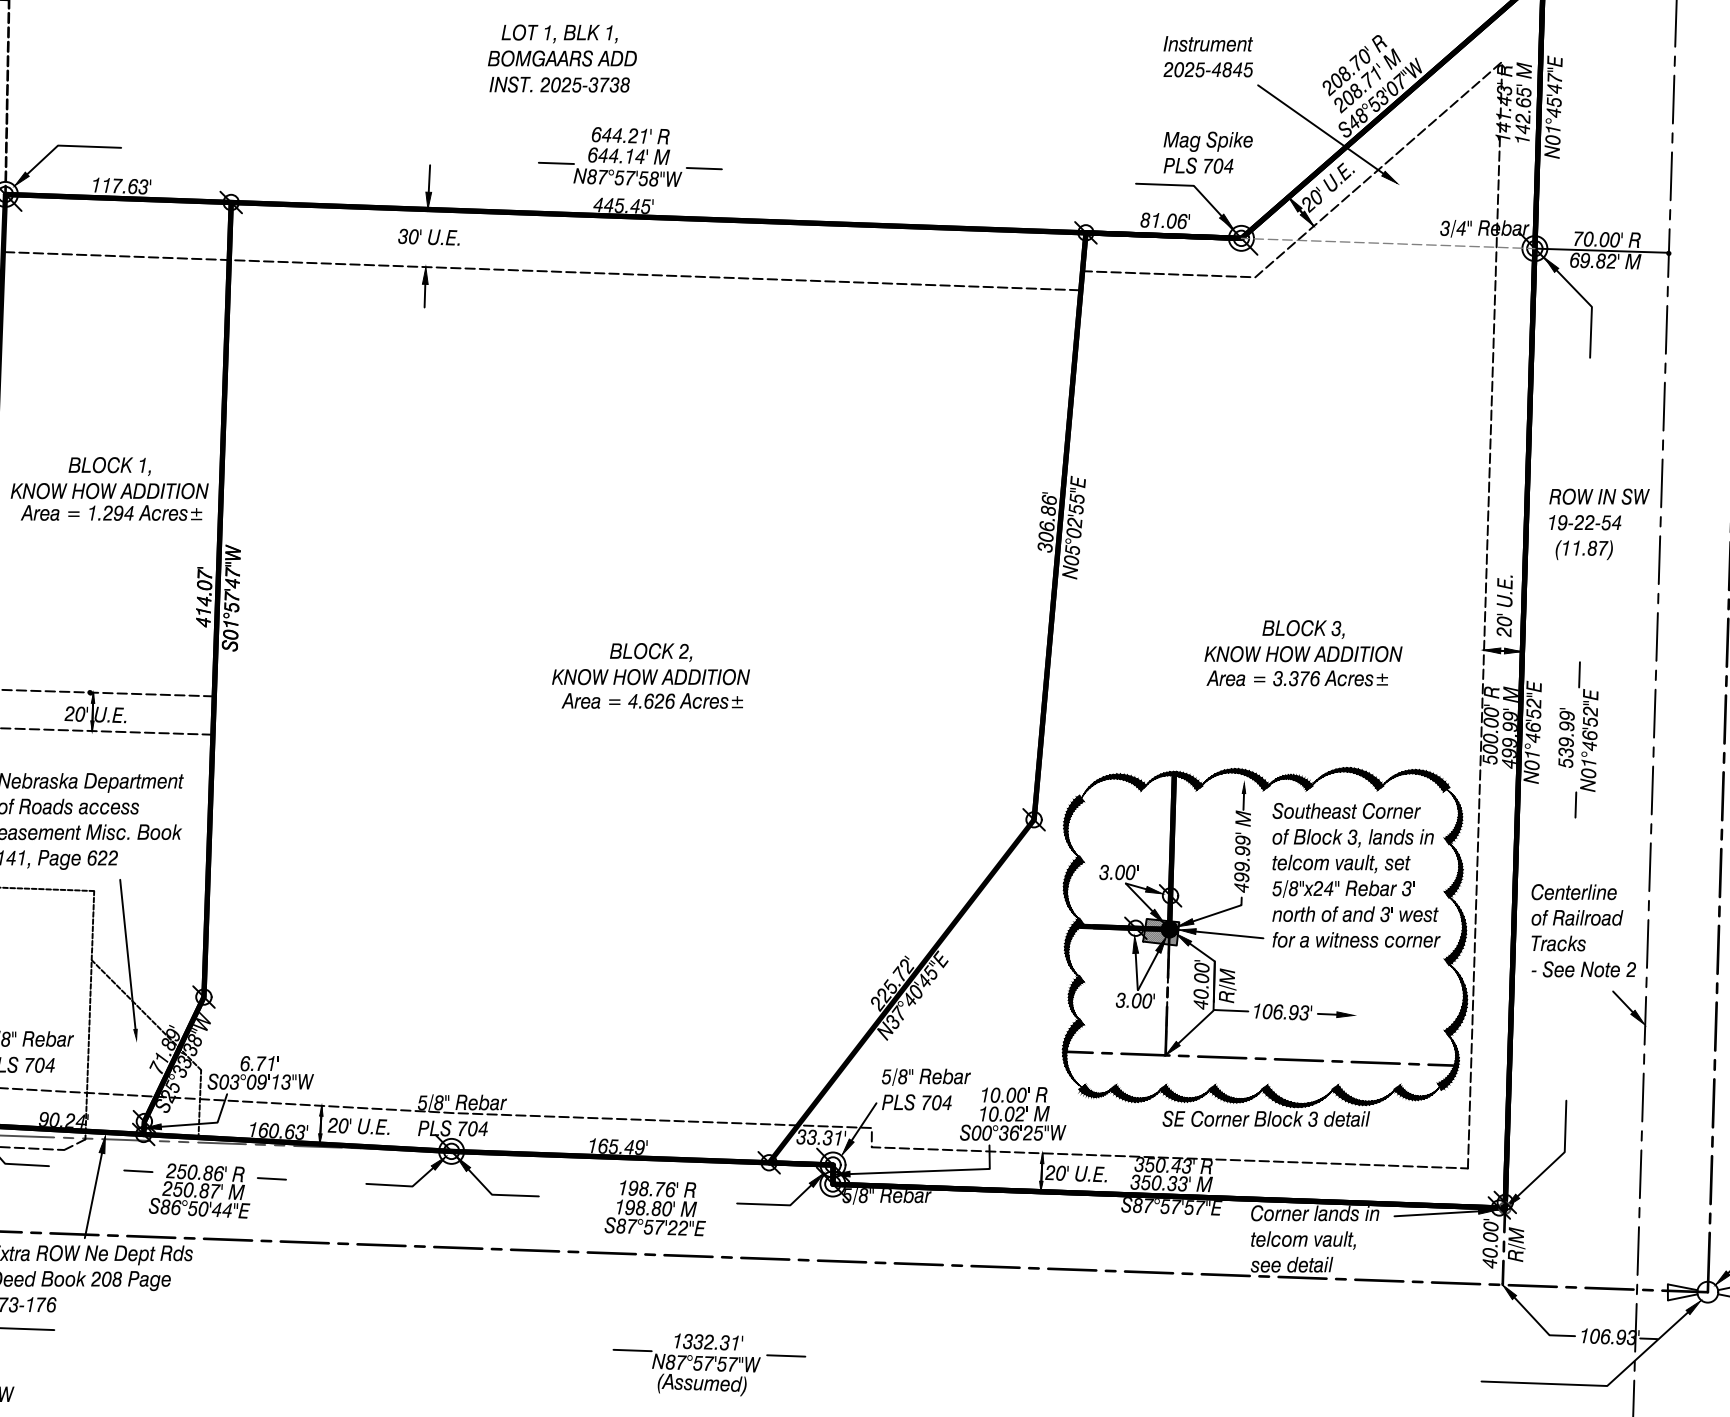 LOT 1, BLK 1,
BOMGAARS ADD
INST. 2025-3738
644.21' R
644.14' M
N87°57'58"W
117.63'
445.45'
81.06'
30' U.E.
Instrument
2025-4845
Mag Spike
PLS 704
208.70' R
208.71' M
S48°53'07"W
20' U.E.
141.43' R
142.65' M
N01°45'47"E
3/4" Rebar
70.00' R
69.82' M
BLOCK 1,
KNOW HOW ADDITION
Area = 1.294 Acres±
414.07'
S01°57'47"W
306.86'
N05°02'55"E
ROW IN SW
19-22-54
(11.87)
BLOCK 2,
KNOW HOW ADDITION
Area = 4.626 Acres±
BLOCK 3,
KNOW HOW ADDITION
Area = 3.376 Acres±
20' U.E.
500.00' R
499.99' M
N01°46'52"E
539.99'
N01°46'52"E
20' U.E.
Nebraska Department
of Roads access
easement Misc. Book
141, Page 622
Southeast Corner
of Block 3, lands in
telcom vault, set
5/8"x24" Rebar 3'
north of and 3' west
for a witness corner
499.99' M
3.00'
3.00'
40.00'
R/M
106.93'
SE Corner Block 3 detail
Centerline
of Railroad
Tracks
- See Note 2
225.72'
N37°40'45"E
/8" Rebar
LS 704
71.89'
S25°33'38"W
6.71'
S03°09'13"W
90.24'
160.63'
20' U.E.
5/8" Rebar
PLS 704
165.49'
33.31'
5/8" Rebar
PLS 704
10.00' R
10.02' M
S00°36'25"W
5/8" Rebar
20' U.E.
350.43' R
350.33' M
S87°57'57"E
250.86' R
250.87' M
S86°50'44"E
198.76' R
198.80' M
S87°57'22"E
Corner lands in
telcom vault,
see detail
40.00'
R/M
106.93'
xtra ROW Ne Dept Rds
Deed Book 208 Page
73-176
1332.31'
N87°57'57"W
(Assumed)
W